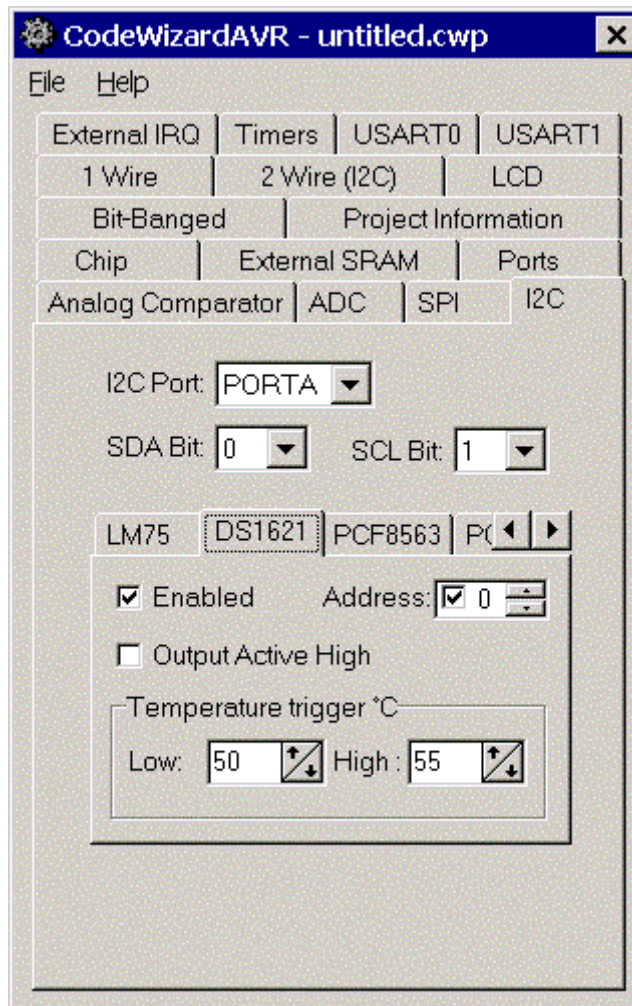 CodeWizardAVR - untitled.cwp
File Help
External IRQ Timers USART0 USART1
1 Wire 2 Wire (I2C) LCD
Bit-Banged Project Information
Chip External SRAM Ports
Analog Comparator ADC SPI I2C
I2C Port: PORTA
SDA Bit: 0 SCL Bit: 1
LM75 DS1621 PCF8563
Enabled Address: 0
Output Active High
Temperature trigger °C
Low: 50 High : 55